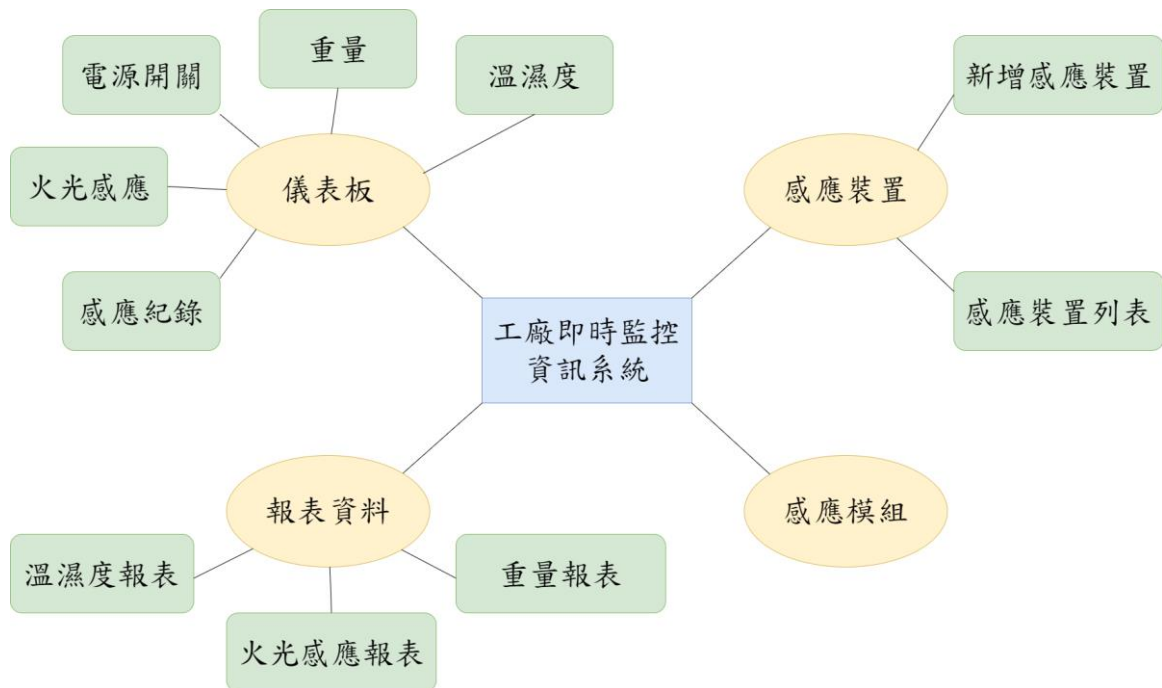 重量
電源開關
溫濕度
新增感應裝置
火光感應
儀表板
感應裝置
感應紀錄
感應裝置列表
工廠即時監控
資訊系統
報表資料
感應模組
溫濕度報表
重量報表
火光感應報表